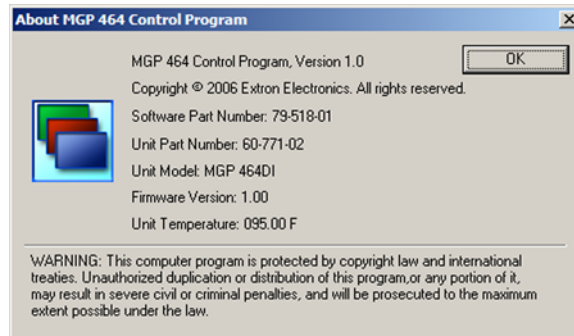 About MGP 464 Control Program
MGP 464 Control Program, Version 1.0
OK
Copyright © 2006 Extron Electronics. All rights reserved.
Software Part Number: 79-518-01
Unit Part Number: 60-771-02
Unit Model: MGP 464DI
Firmware Version: 1.00
Unit Temperature: 095.00 F
WARNING: This computer program is protected by copyright law and international
treaties. Unauthorized duplication or distribution of this program,or any portion of it,
may result in severe civil or criminal penalties, and will be prosecuted to the maximum
extent possible under the law.